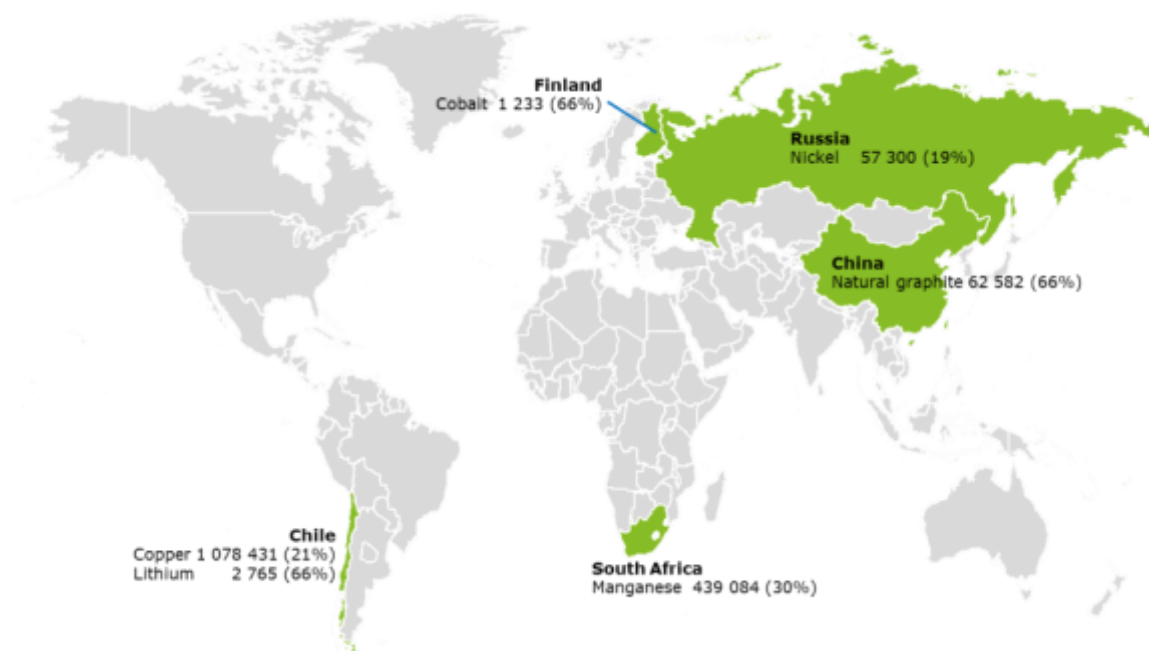 Finland
Cobalt 1 233 (66%)
Russia
Nickel 57 300 (19%)
China
Natural graphite 62 582 (66%)
Chile
Copper 1 078 431 (21%)
Lithium 2 765 (66%)
South Africa
Manganese 439 084 (30%)